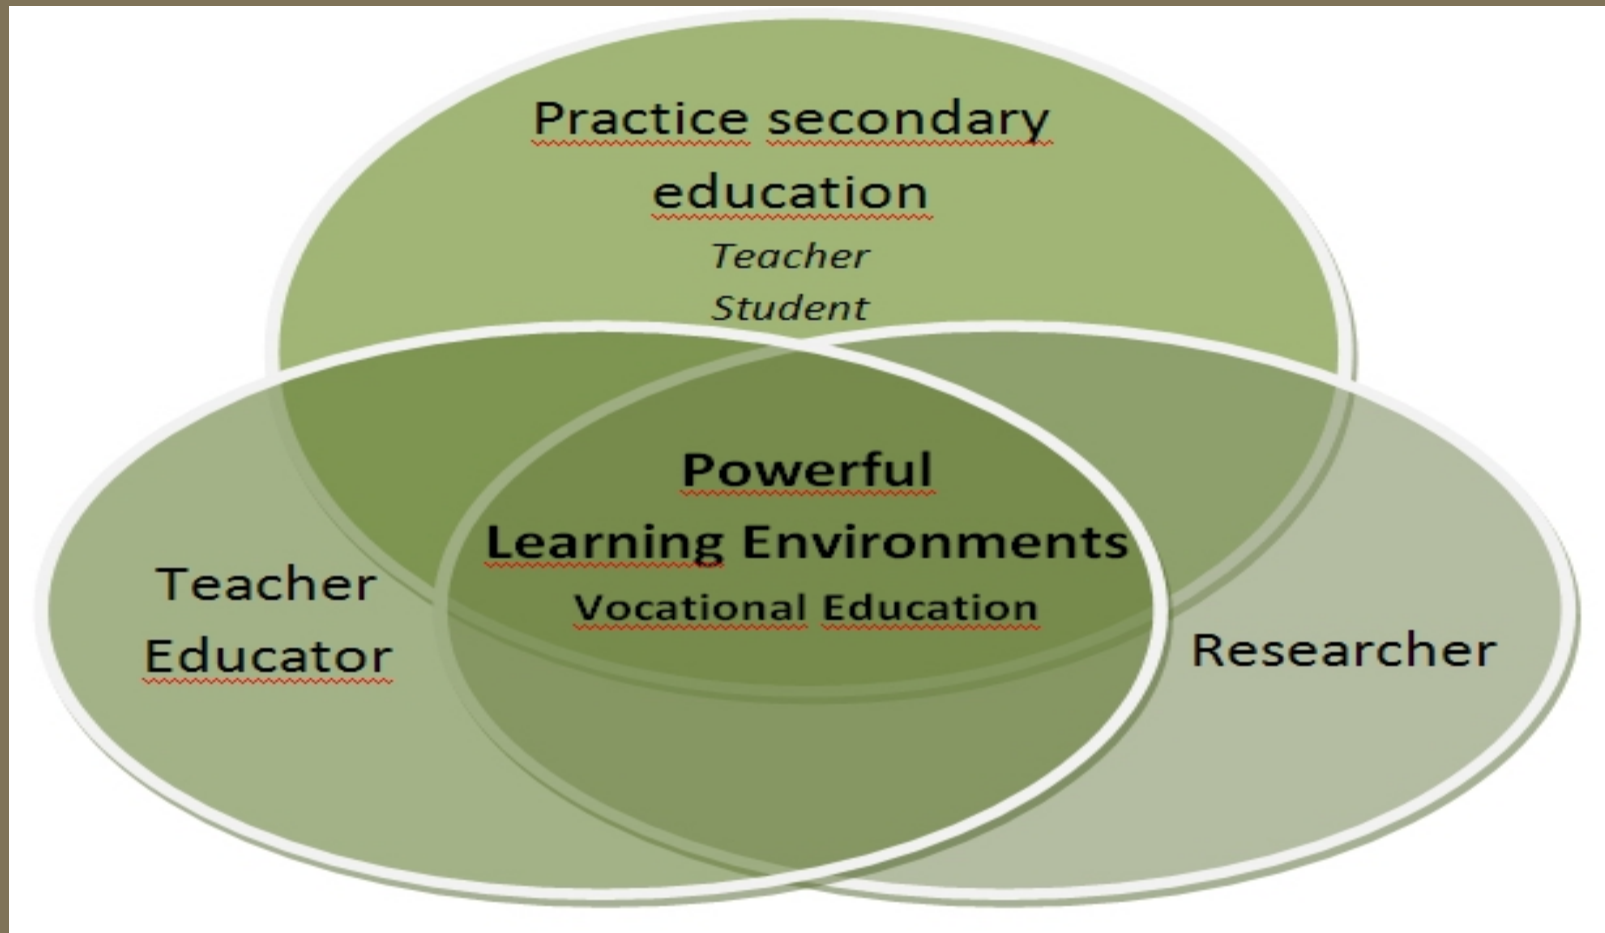 Practice secondary
education
Teacher
Student
Powerful
Learning Environments
Vocational Education
Teacher
Educator
Researcher